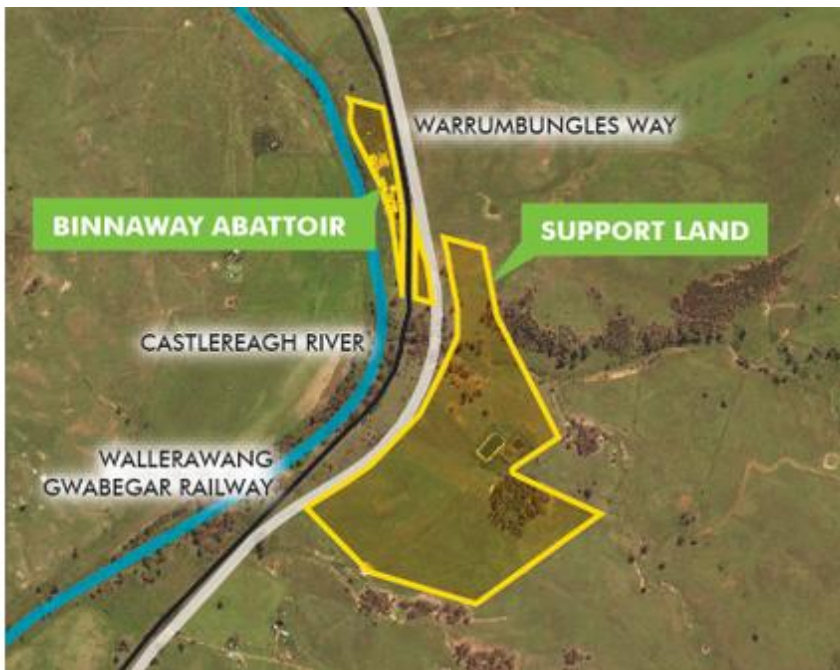 WARRUMBUNGLES WAY
BINNAWAY ABATTOIR
SUPPORT LAND
CASTLEREAGH RIVER
WALLERAWANG
GWABEGAR RAILWAY